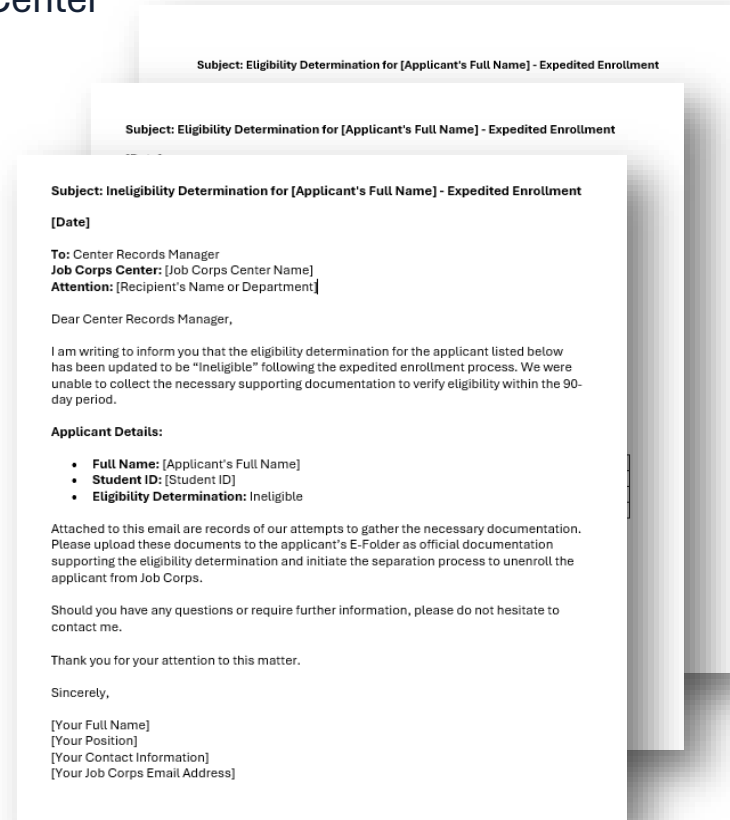 Center
Subject: Eligibility Determination for [Applicant's Full Name] - Expedited Enrollment
Subject: Eligibility Determination for [Applicant's Full Name] - Expedited Enrollment
Subject: Ineligibility Determination for [Applicant's Full Name] - Expedited Enrollment
[Date]
To: Center Records Manager
Job Corps Center: [Job Corps Center Name]
Attention: [Recipient's Name or Department]
Dear Center Records Manager,
I am writing to inform you that the eligibility determination for the applicant listed below
has been updated to be “Ineligible” following the expedited enrollment process. We were
unable to collect the necessary supporting documentation to verify eligibility within the 90-
day period.
Applicant Details:
• Full Name: [Applicant's Full Name]
• Student ID: [Student ID]
• Eligibility Determination: Ineligible
Attached to this email are records of our attempts to gather the necessary documentation.
Please upload these documents to the applicant’s E-Folder as official documentation
supporting the eligibility determination and initiate the separation process to unenroll the
applicant from Job Corps.
Should you have any questions or require further information, please do not hesitate to
contact me.
Thank you for your attention to this matter.
Sincerely,
[Your Full Name]
[Your Position]
[Your Contact Information]
[Your Job Corps Email Address]